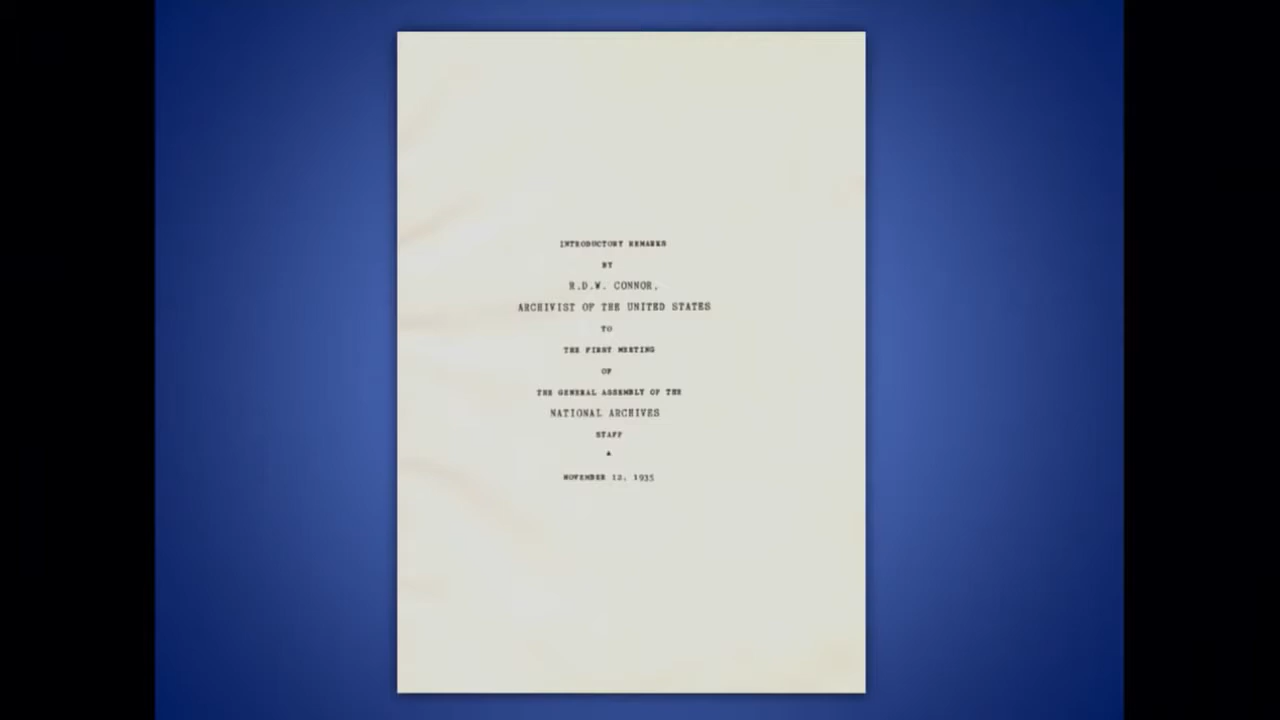 INTRODUCTORY REMARKS
BY
R.D.W. CONNOR,
ARCHIVIST OF THE UNITED STATES
TO
THE FIRST MEETING
OF
THE GENERAL ASSEMBLY OF THE
NATIONAL ARCHIVES
STAFF
NOVEMBER 12, 1935